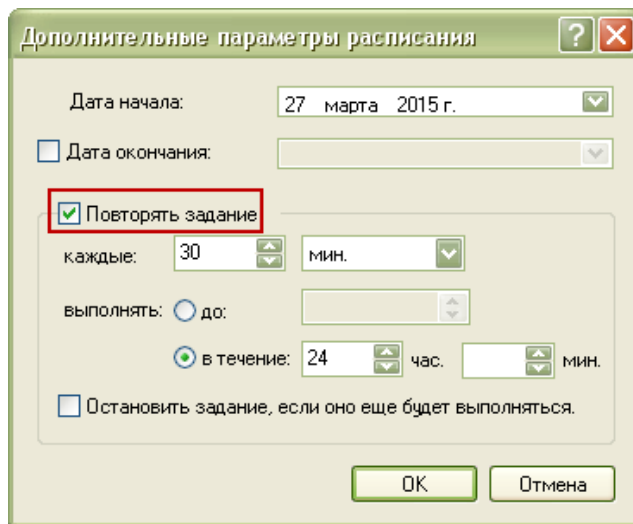 Дополнительные параметры расписания
Дата начала: 27 марта 2015 г.
Дата окончания:
Повторять задание
каждые: 30 мин.
выполнять: до:
в течение: 24 час. мин.
Остановить задание, если оно еще будет выполняться.
OK Отмена